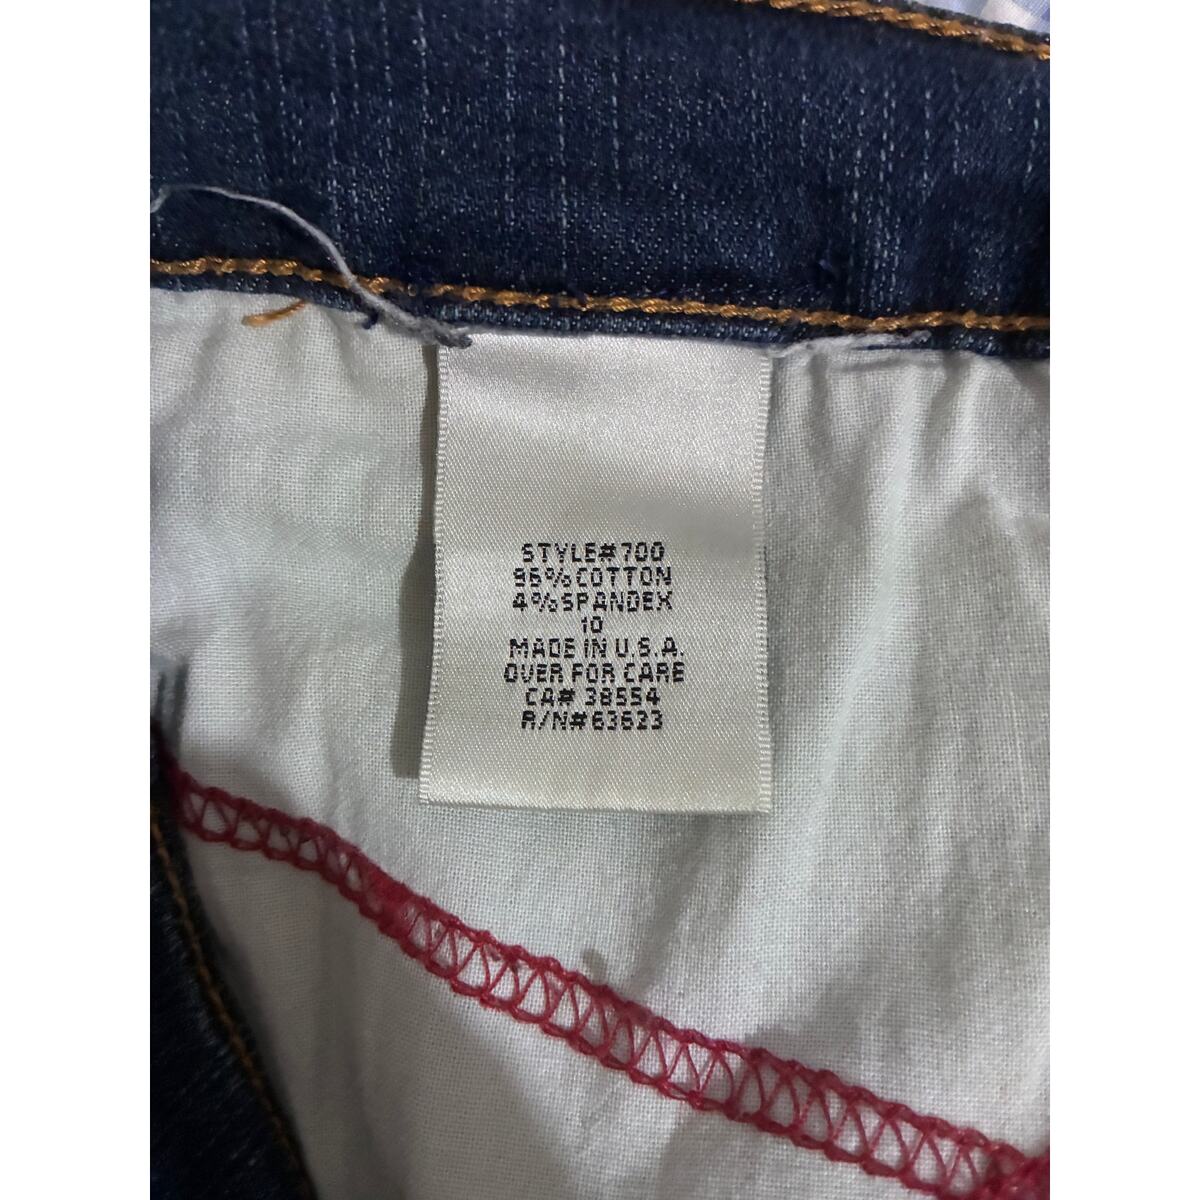 STYLE#700
96%COTTON
4%SPANDEX
10
MADE IN U.S.A.
OVER FOR CARE
CA# 38554
R/N#63623